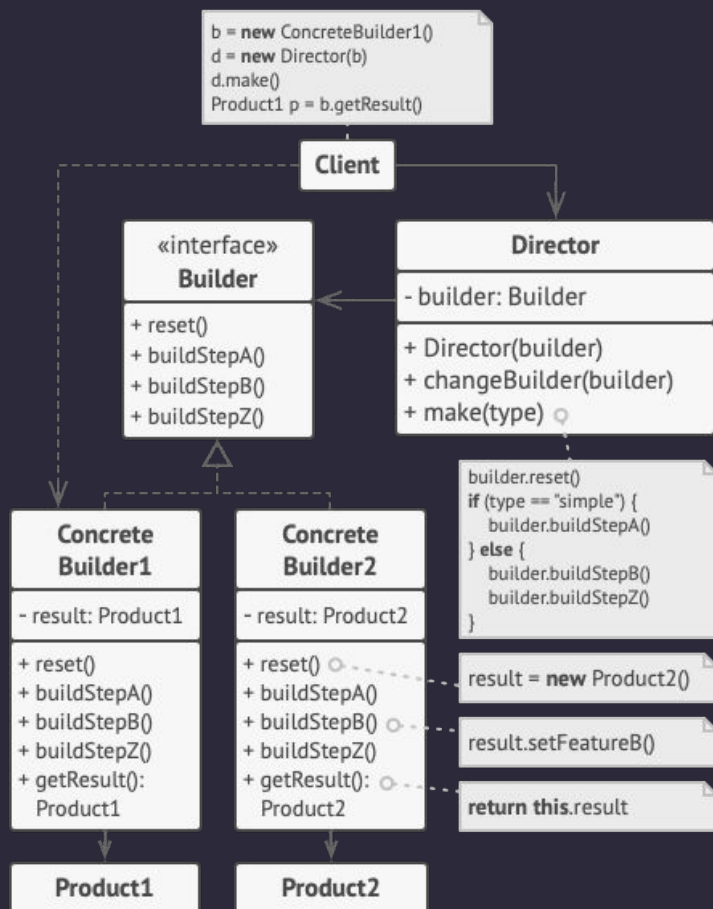 b = new ConcreteBuilder1()
d = new Director(b)
d.make()
Product1 p = b.getResult()
Client
«interface»
Builder
+ reset()
+ buildStepA()
+ buildStepB()
+ buildStepZ()
Director
- builder: Builder
+ Director(builder)
+ changeBuilder(builder)
+ make(type)
builder.reset()
if (type == "simple") {
builder.buildStepA()
} else {
builder.buildStepB()
builder.buildStepZ()
}
Concrete
Builder1
- result: Product1
+ reset()
+ buildStepA()
+ buildStepB()
+ buildStepZ()
+ getResult():
Product1
Concrete
Builder2
- result: Product2
+ reset()
+ buildStepA()
+ buildStepB()
+ buildStepZ()
+ getResult():
Product2
result = new Product2()
result.setFeatureB()
return this.result
Product1
Product2